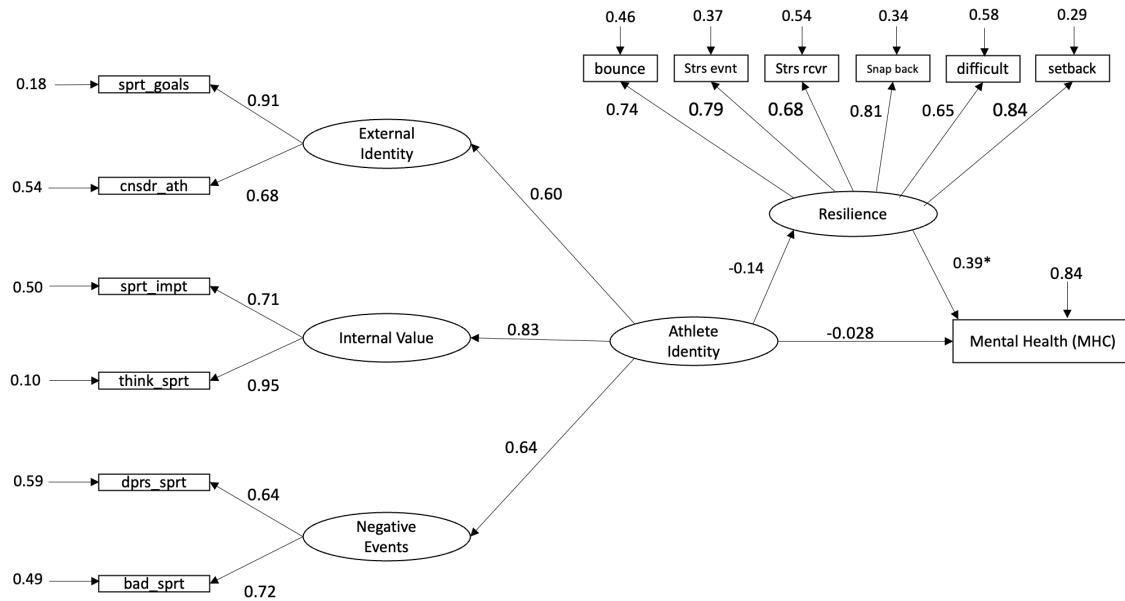 0.46 0.37 0.54 0.34 0.58 0.29
bounce Strs evnt Strs rcvr Snap back difficult setback
0.18 sprt_goals
0.91
0.74 0.79 0.68 0.81 0.65 0.84
External
Identity
0.54 cnsdr_ath
0.68
0.60
Resilience
-0.14
0.39*
0.84
0.50 sprt_impt
0.71
Internal Value
0.83
Athlete
Identity
-0.028
Mental Health (MHC)
0.10 think_sprt
0.95
0.64
0.59 dprs_sprt
0.64
Negative
Events
0.49 bad_sprt
0.72